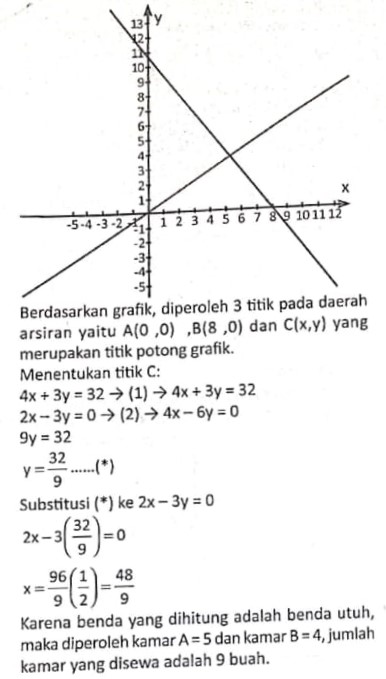 y
13
12
11
10
9
8
7
6
5
4
3
2
1
x
-5 -4 -3 -2 -1 1 2 3 4 5 6 7 8 9 10 11 12
-1
-2
-3
-4
-5
Berdasarkan grafik, diperoleh 3 titik pada daerah
arsiran yaitu A(0 ,0) ,B(8 ,0) dan C(x,y) yang
merupakan titik potong grafik.
Menentukan titik C:
4x + 3y = 32 → (1) → 4x + 3y = 32
2x – 3y = 0 → (2) → 4x – 6y = 0
9y = 32
y = 32/9 ......(*)
Substitusi (*) ke 2x – 3y = 0
2x – 3(32/9) = 0
x = 96/9 (1/2) = 48/9
Karena benda yang dihitung adalah benda utuh,
maka diperoleh kamar A = 5 dan kamar B = 4, jumlah
kamar yang disewa adalah 9 buah.